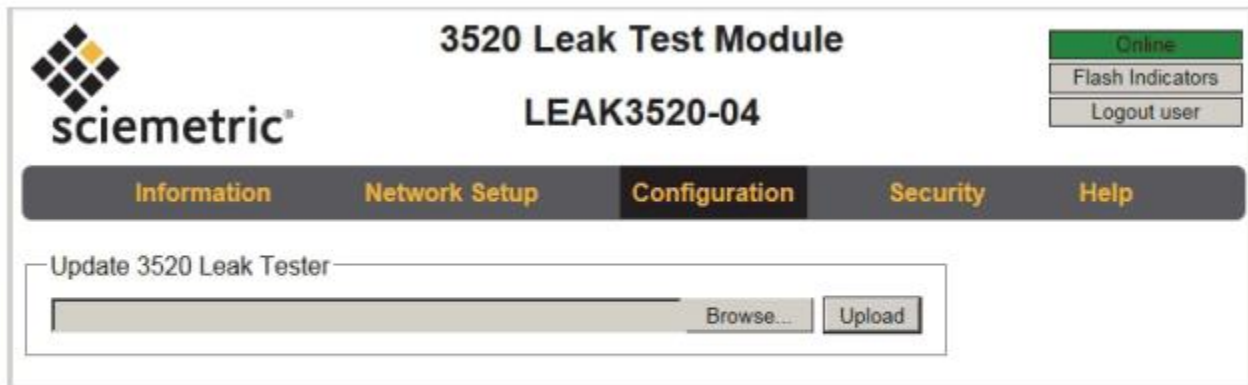 3520 Leak Test Module
LEAK3520-04
sciemetric®
Online
Flash Indicators
Logout user
Information Network Setup Configuration Security Help
Update 3520 Leak Tester
Browse... Upload